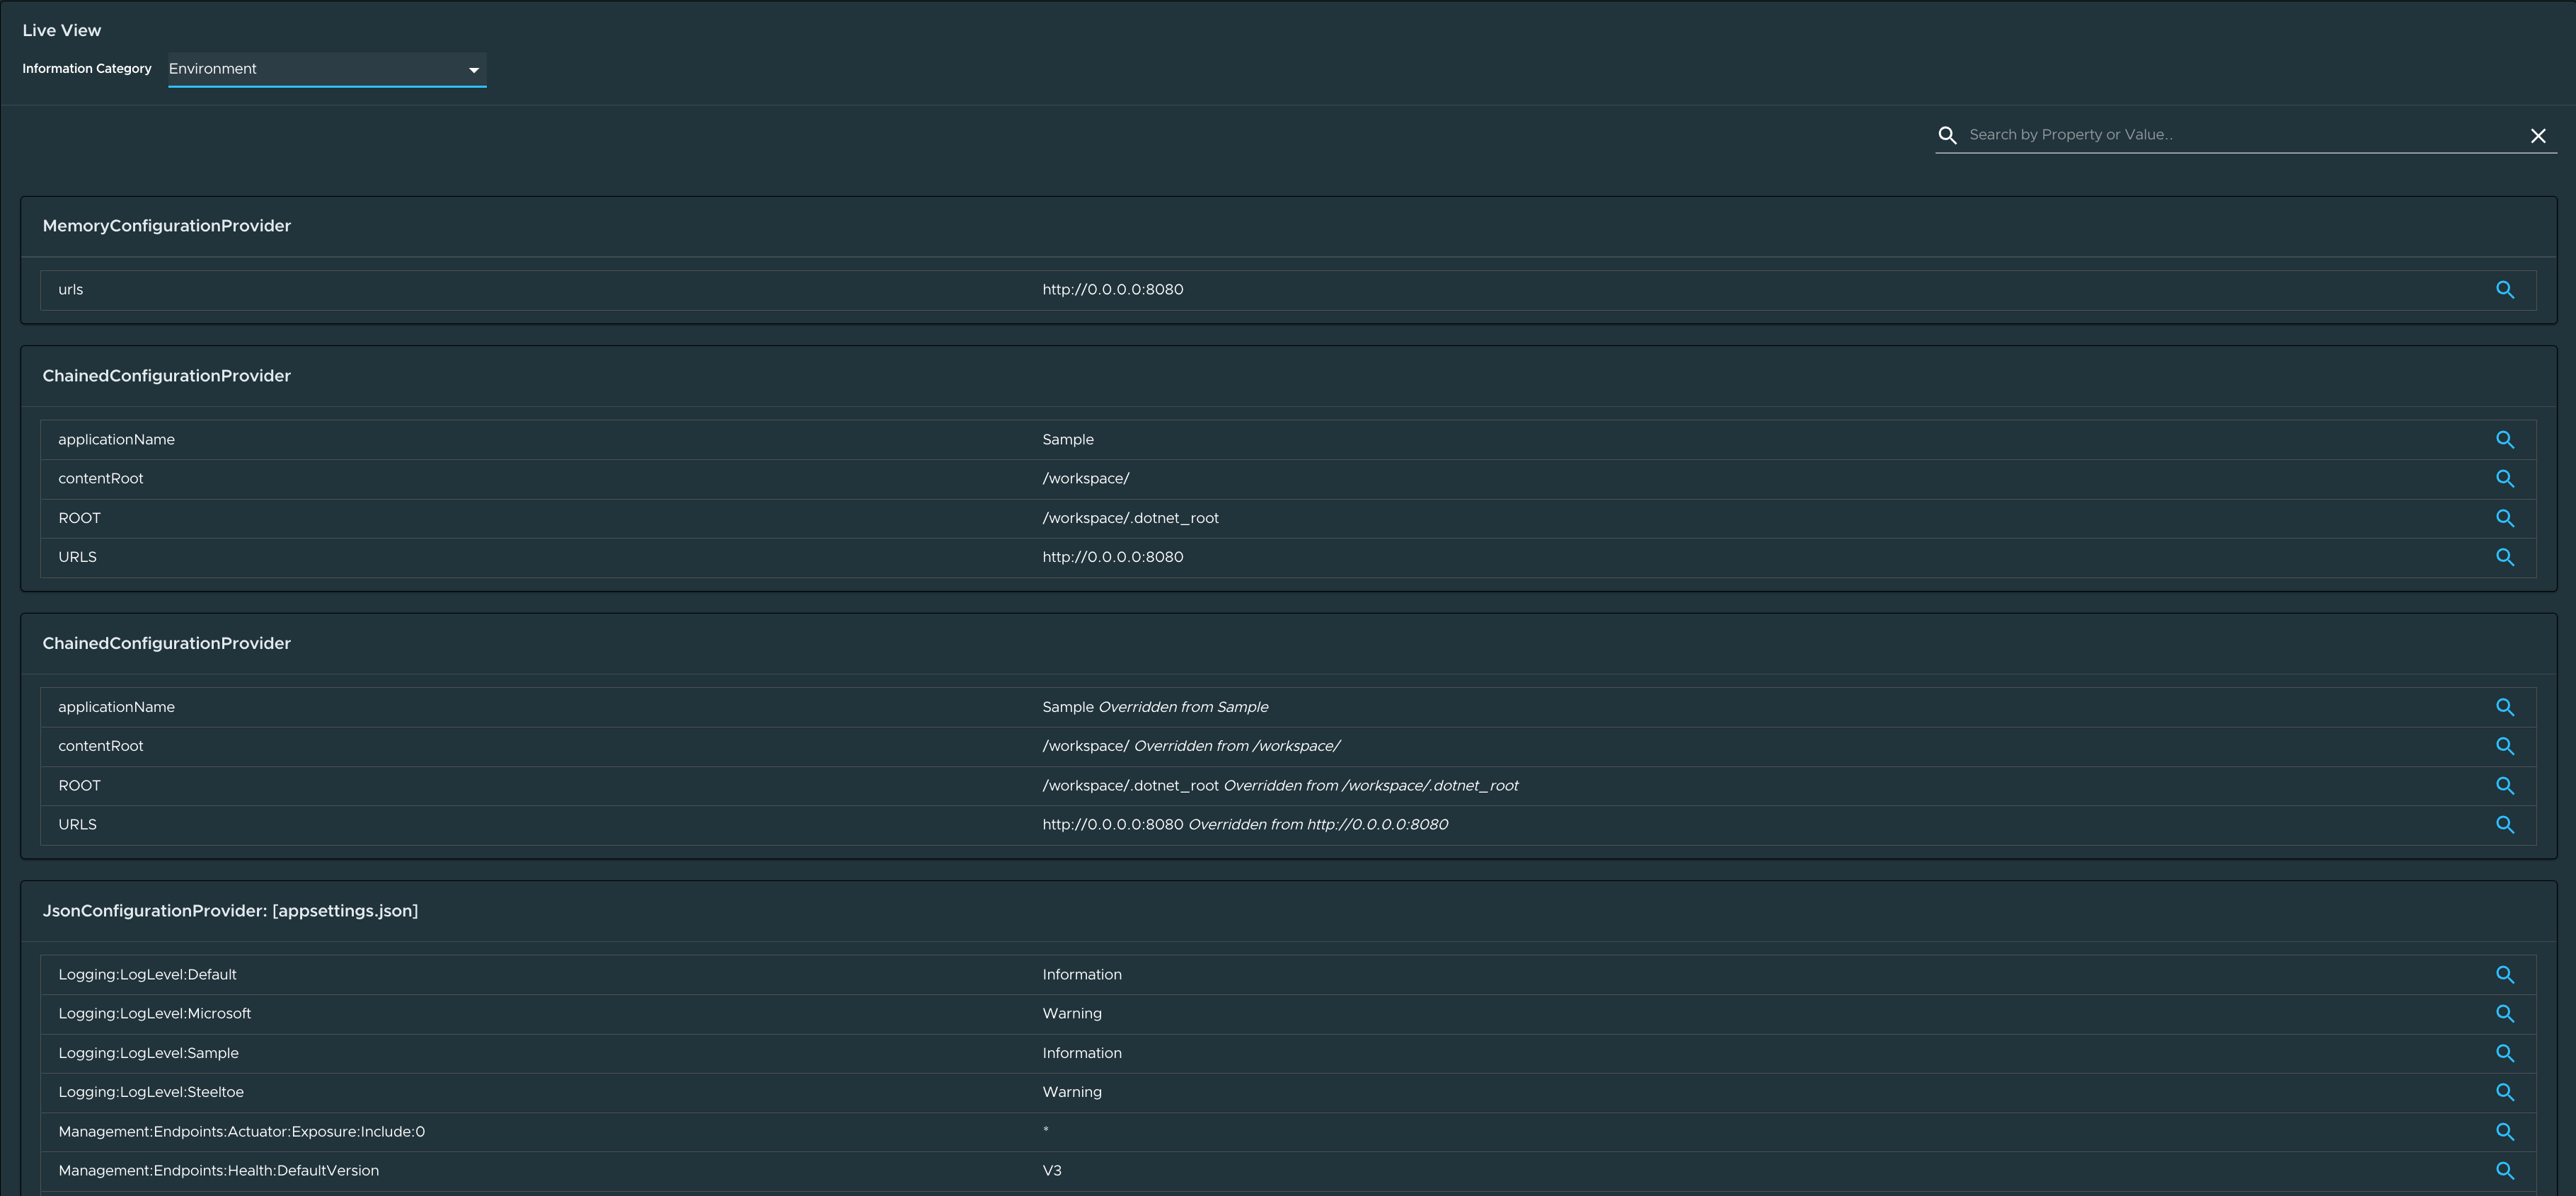 Live View
Information Category Environment
Search by Property or Value..
MemoryConfigurationProvider
urls http://0.0.0.0:8080
ChainedConfigurationProvider
applicationName Sample
contentRoot /workspace/
ROOT /workspace/.dotnet_root
URLS http://0.0.0.0:8080
ChainedConfigurationProvider
applicationName Sample Overridden from Sample
contentRoot /workspace/ Overridden from /workspace/
ROOT /workspace/.dotnet_root Overridden from /workspace/.dotnet_root
URLS http://0.0.0.0:8080 Overridden from http://0.0.0.0:8080
JsonConfigurationProvider: [appsettings.json]
Logging:LogLevel:Default Information
Logging:LogLevel:Microsoft Warning
Logging:LogLevel:Sample Information
Logging:LogLevel:Steeltoe Warning
Management:Endpoints:Actuator:Exposure:Include:0 *
Management:Endpoints:Health:DefaultVersion V3